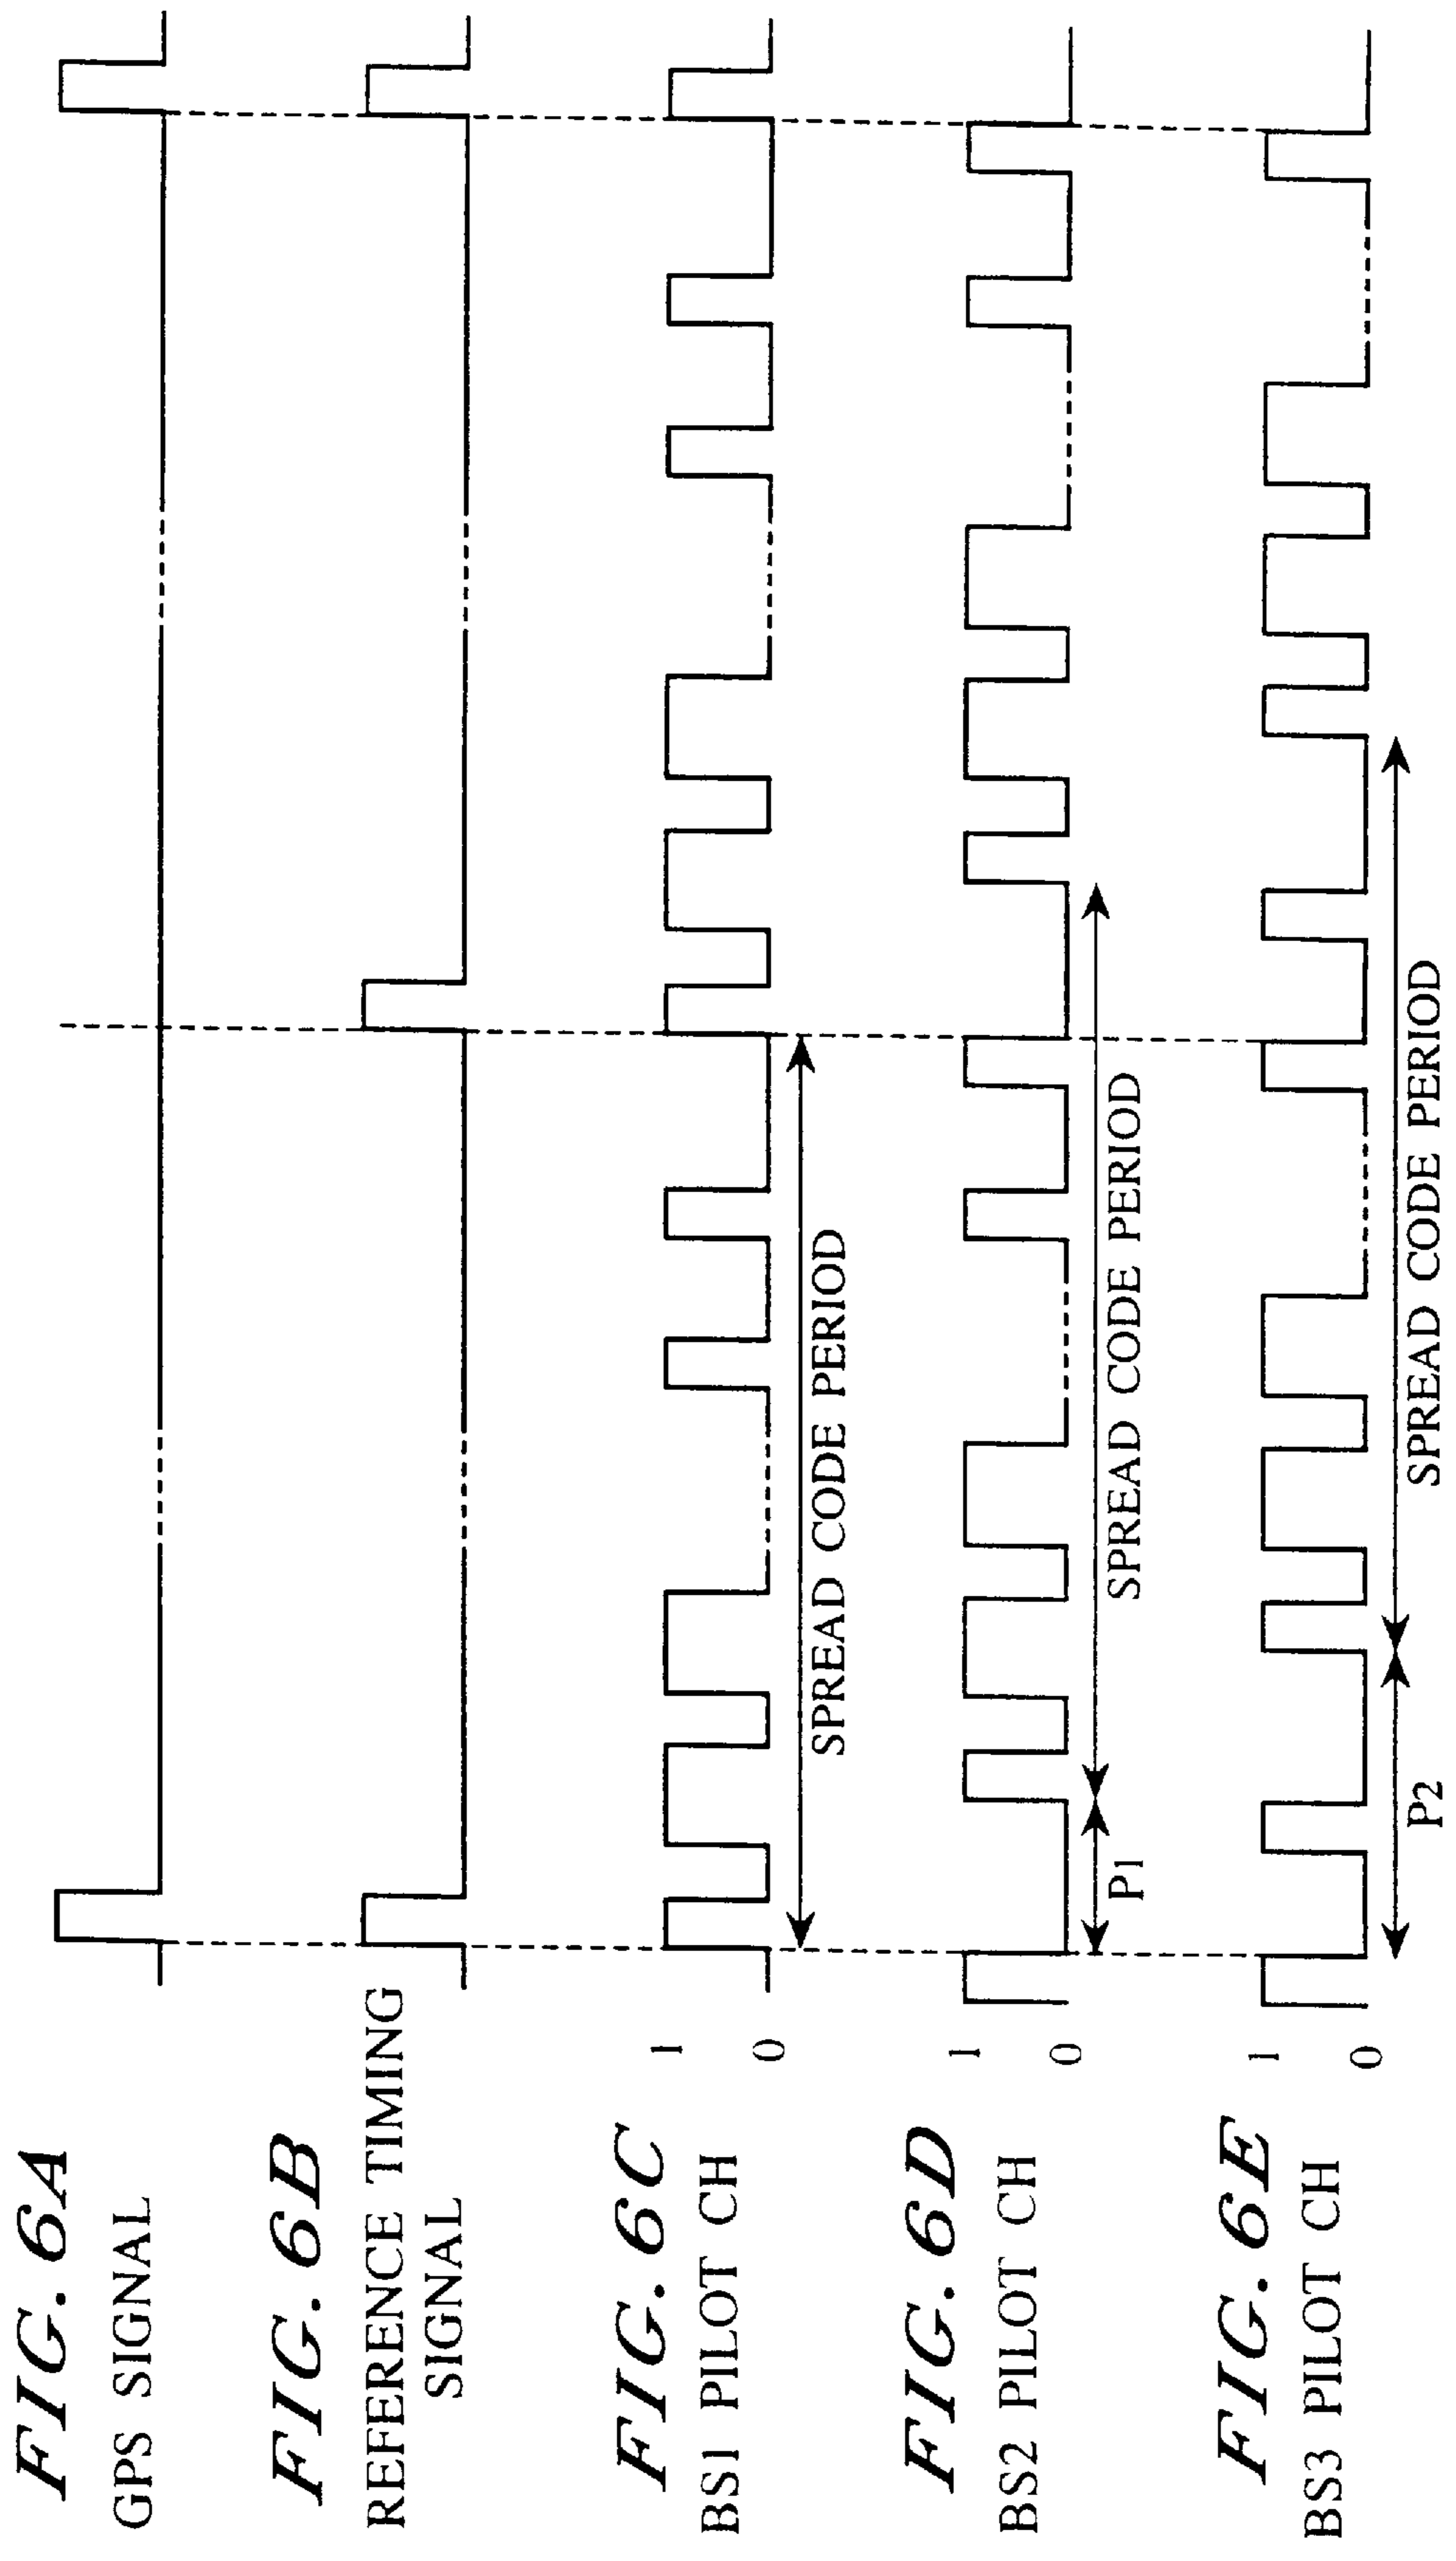 FIG. 6A
GPS SIGNAL
FIG. 6B
REFERENCE TIMING
SIGNAL
FIG. 6C
BS1 PILOT CH
1
0
SPREAD CODE PERIOD
FIG. 6D
BS2 PILOT CH
1
0
P1
SPREAD CODE PERIOD
FIG. 6E
BS3 PILOT CH
1
0
P2
SPREAD CODE PERIOD